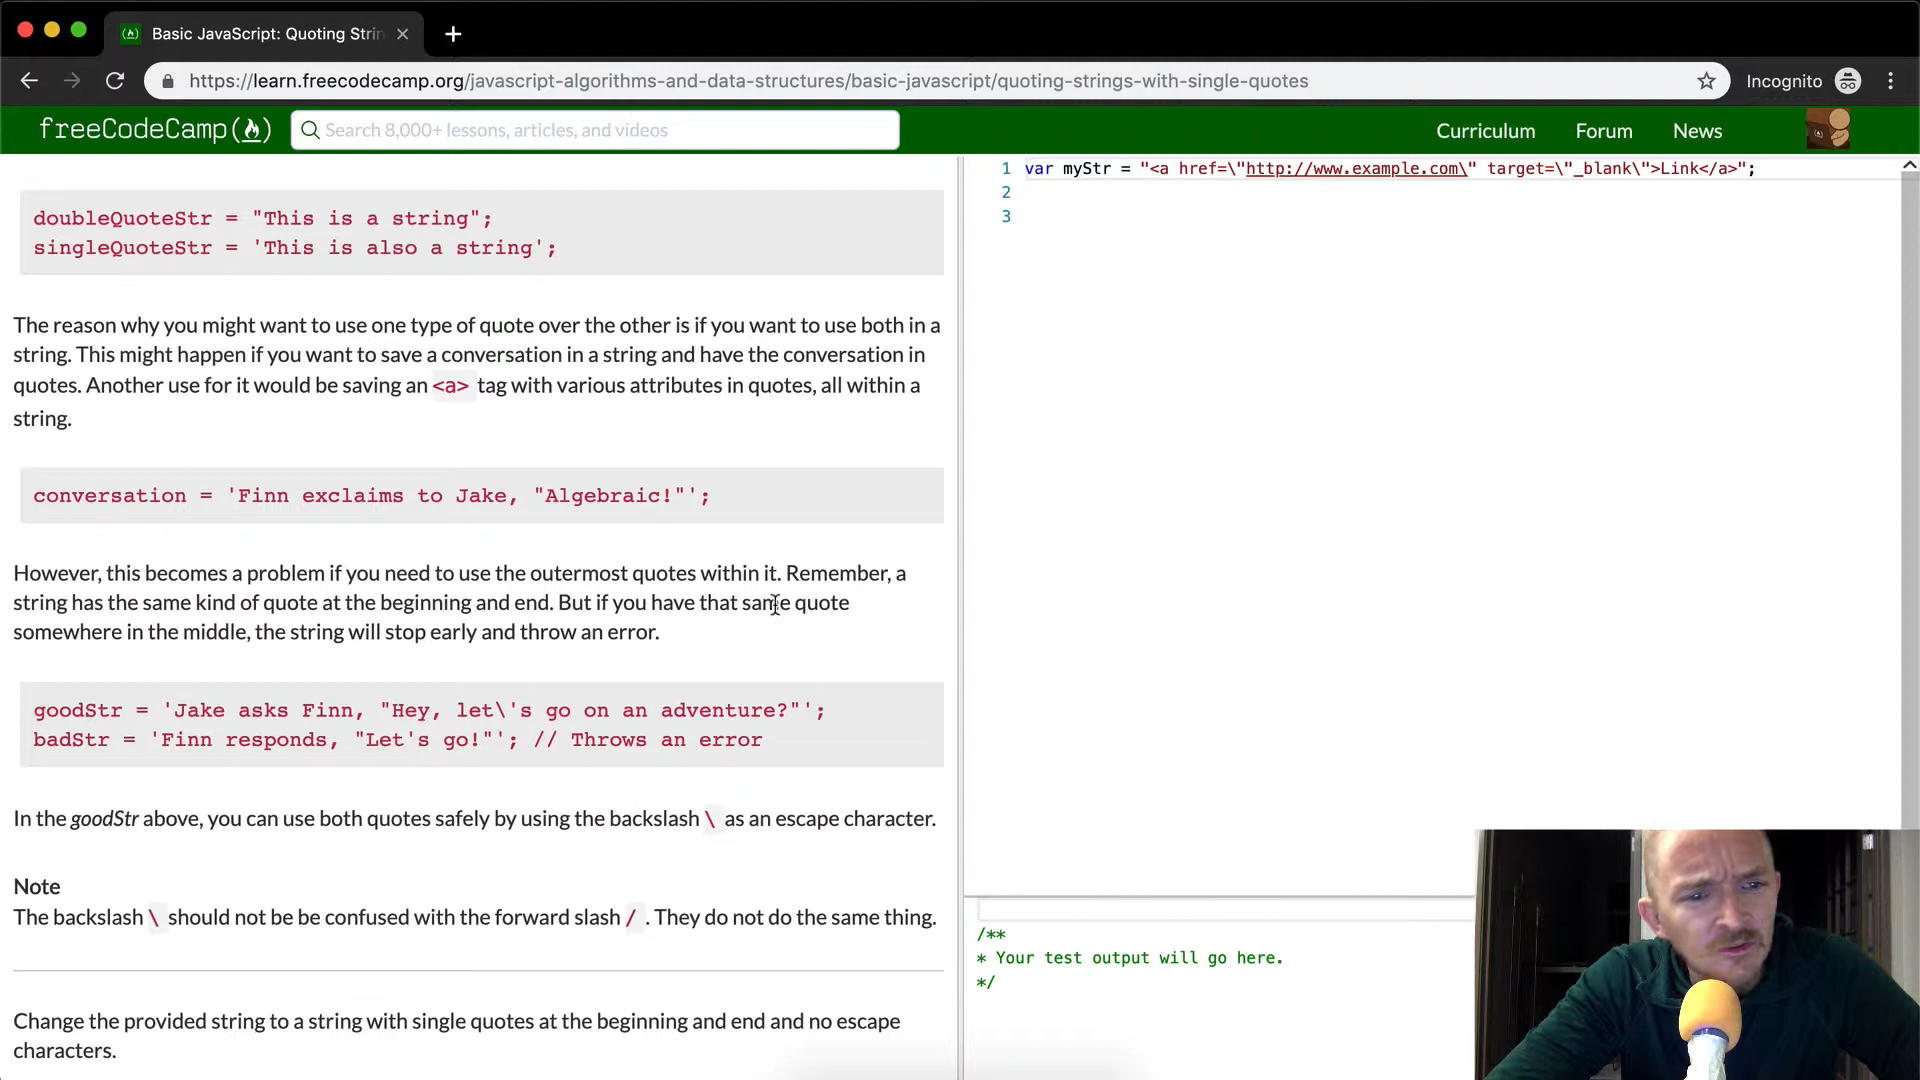 Basic JavaScript: Quoting Strin
https://learn.freecodecamp.org/javascript-algorithms-and-data-structures/basic-javascript/quoting-strings-with-single-quotes
Incognito
freeCodeCamp
Search 8,000+ lessons, articles, and videos
Curriculum
Forum
News
doubleQuoteStr = "This is a string";
singleQuoteStr = 'This is also a string';
The reason why you might want to use one type of quote over the other is if you want to use both in a
string. This might happen if you want to save a conversation in a string and have the conversation in
quotes. Another use for it would be saving an <a> tag with various attributes in quotes, all within a
string.
conversation = 'Finn exclaims to Jake, "Algebraic!"';
However, this becomes a problem if you need to use the outermost quotes within it. Remember, a
string has the same kind of quote at the beginning and end. But if you have that same quote
somewhere in the middle, the string will stop early and throw an error.
goodStr = 'Jake asks Finn, "Hey, let\'s go on an adventure?"';
badStr = 'Finn responds, "Let's go!"'; // Throws an error
In the goodStr above, you can use both quotes safely by using the backslash \ as an escape character.
Note
The backslash \ should not be be confused with the forward slash / . They do not do the same thing.
Change the provided string to a string with single quotes at the beginning and end and no escape
characters.
1 var myStr = "<a href=\"http://www.example.com\" target=\"_blank\">Link</a>";
2
3
/**
* Your test output will go here.
*/